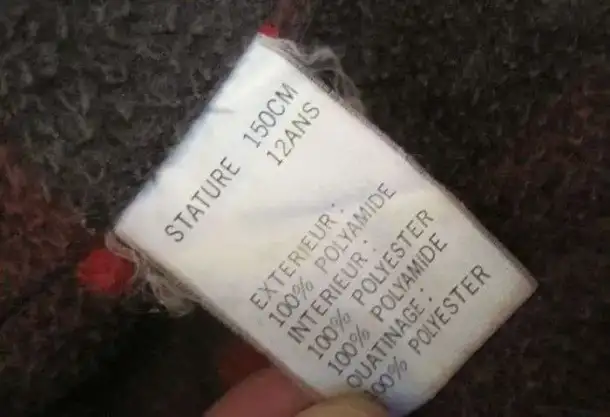 STATURE 150CM
12ANS
EXTERIEUR:
100% POLYAMIDE
INTERIEUR:
100% POLYESTER
100% POLYAMIDE
OUATINAGE:
100% POLYESTER